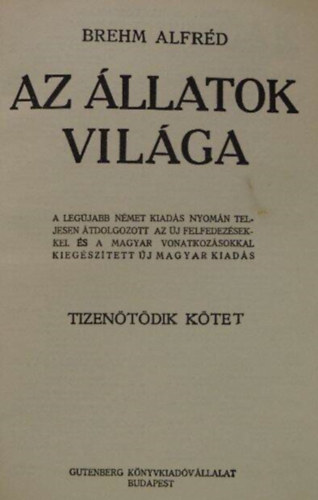 BREHM ALFRÉD
AZ ÁLLATOK
VILÁGA
A LEGÚJABB NÉMET KIADÁS NYOMÁN TEL-
JESEN ÁTDOLGOZOTT AZ ÚJ FELFEDEZÉSEK-
KEL ÉS A MAGYAR VONATKOZÁSOKKAL
KIEGÉSZÍTETT ÚJ MAGYAR KIADÁS
TIZENÖTÖDIK KÖTET
GUTENBERG KÖNYVKIADÓVÁLLALAT
BUDAPEST